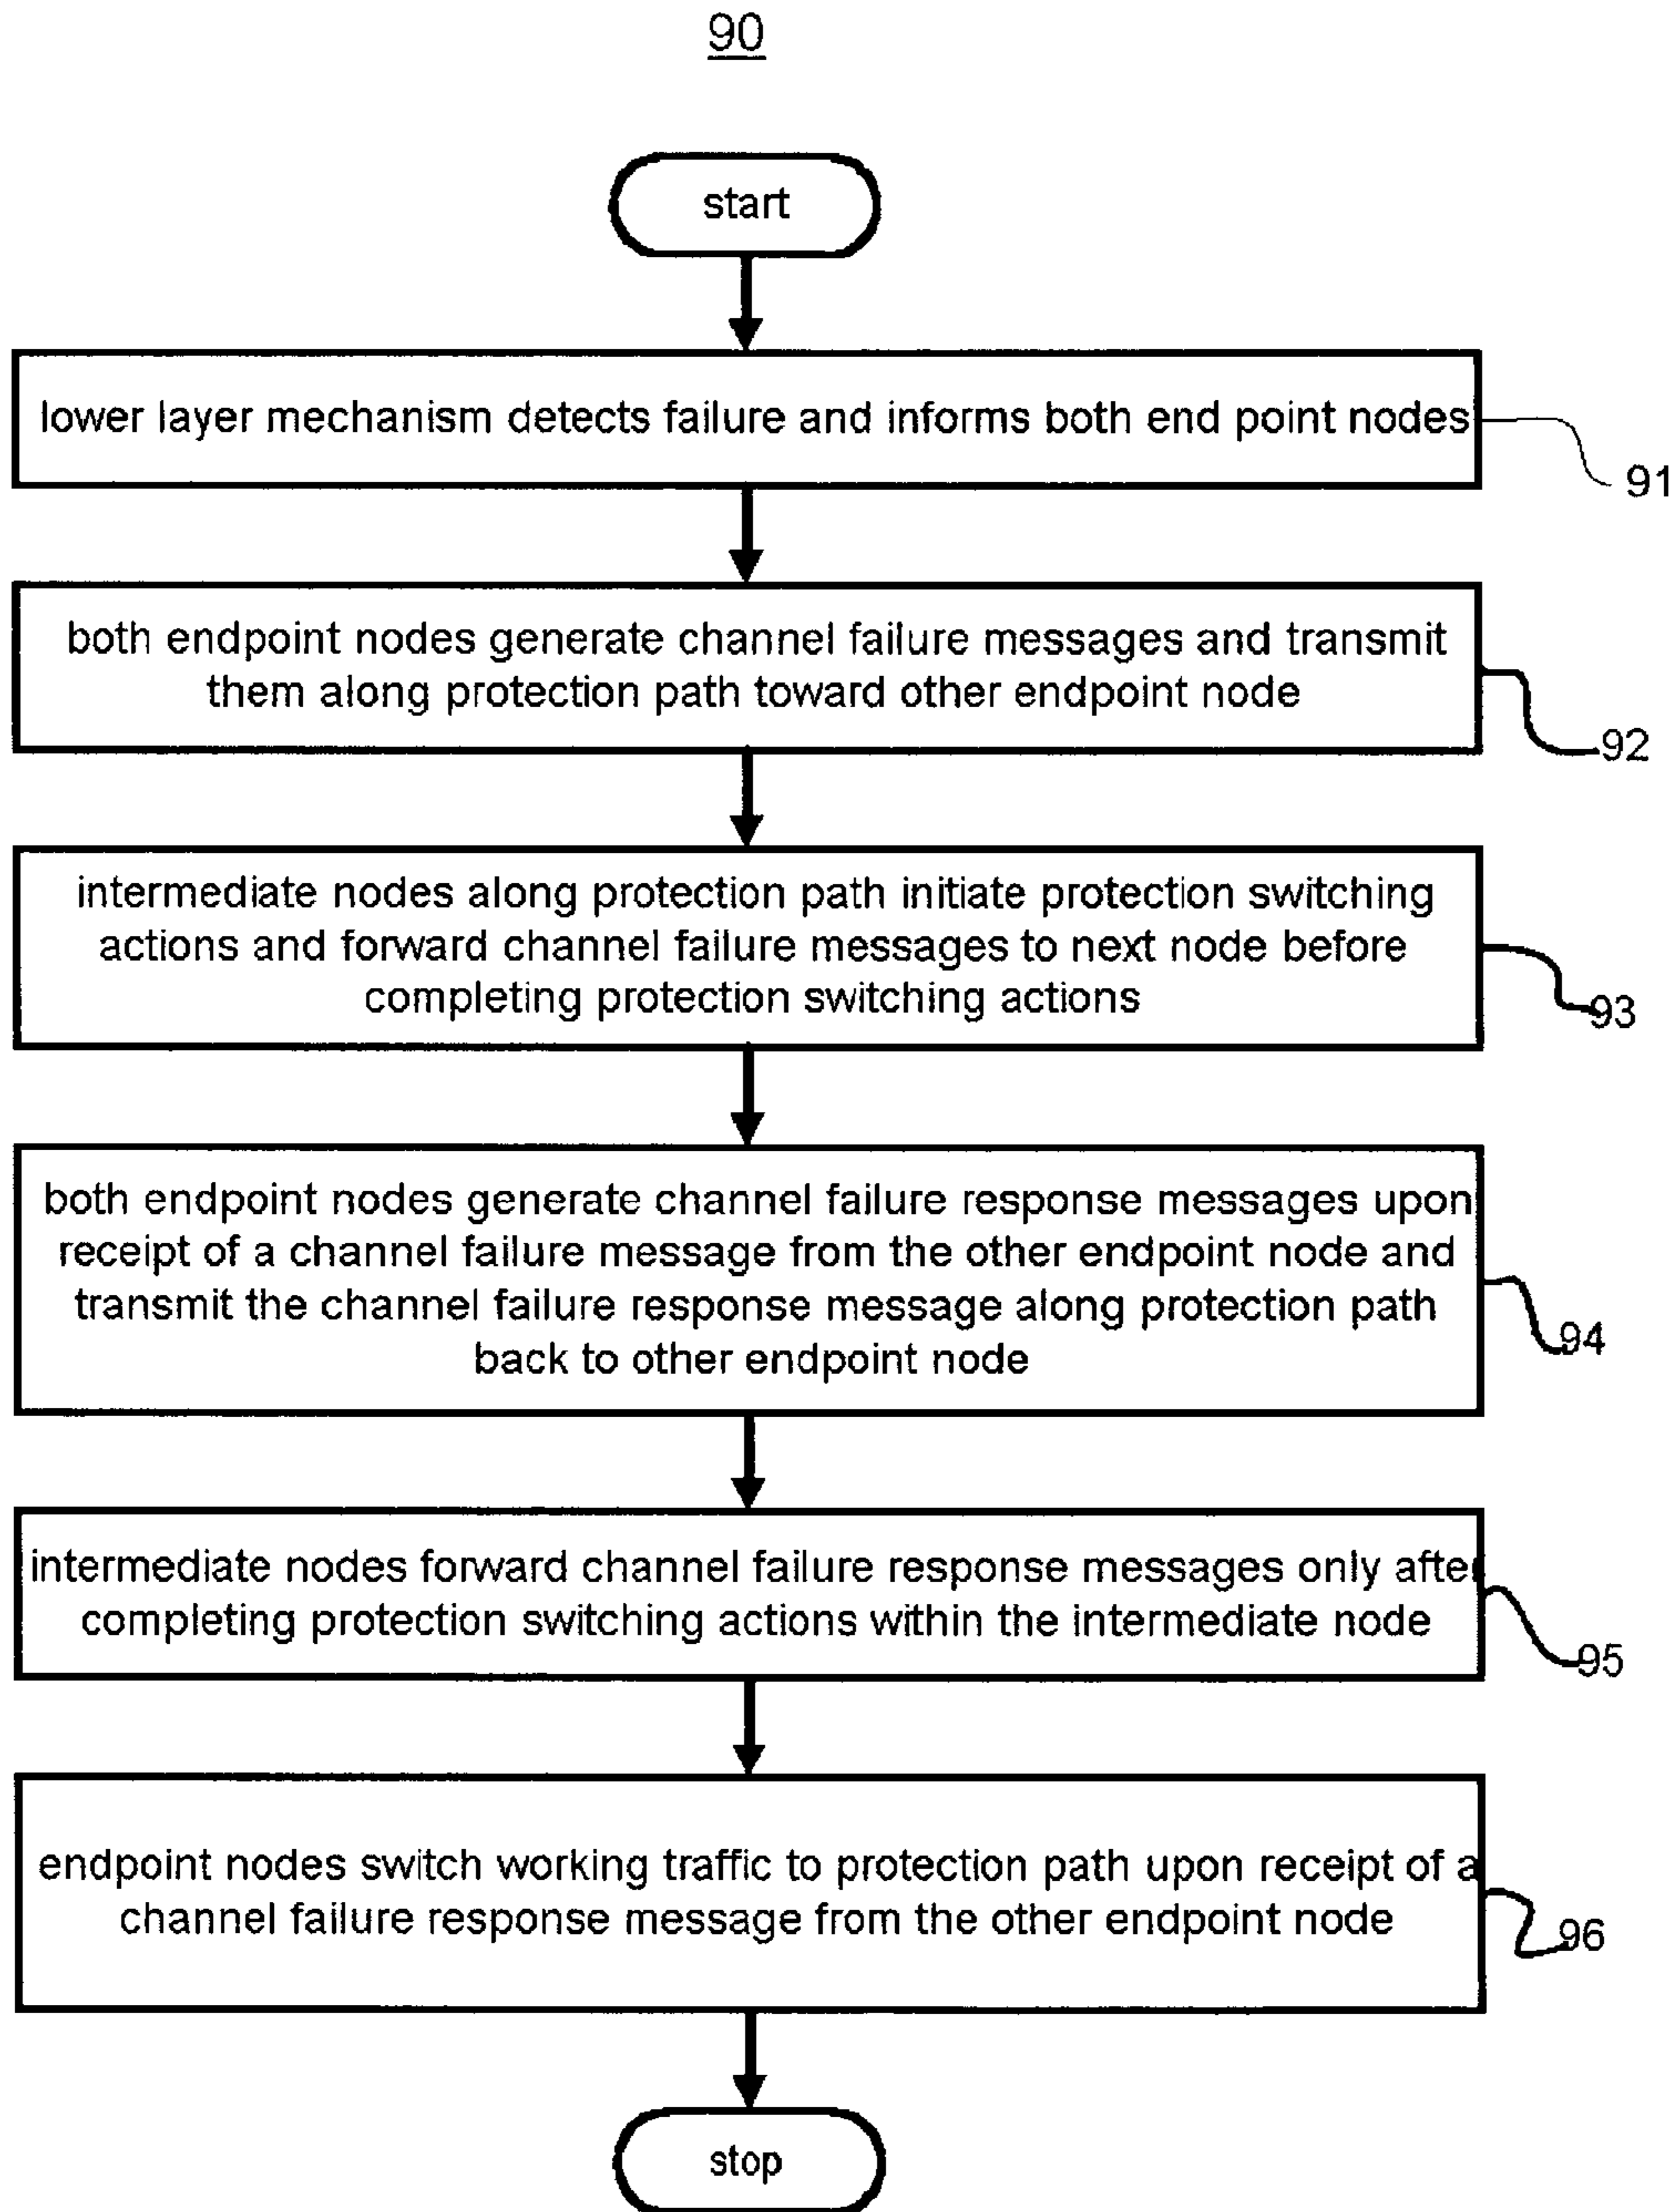 90
start
lower layer mechanism detects failure and informs both end point nodes
91
both endpoint nodes generate channel failure messages and transmit
them along protection path toward other endpoint node
92
intermediate nodes along protection path initiate protection switching
actions and forward channel failure messages to next node before
completing protection switching actions
93
both endpoint nodes generate channel failure response messages upon
receipt of a channel failure message from the other endpoint node and
transmit the channel failure response message along protection path
back to other endpoint node
94
intermediate nodes forward channel failure response messages only after
completing protection switching actions within the intermediate node
95
endpoint nodes switch working traffic to protection path upon receipt of a
channel failure response message from the other endpoint node
96
stop